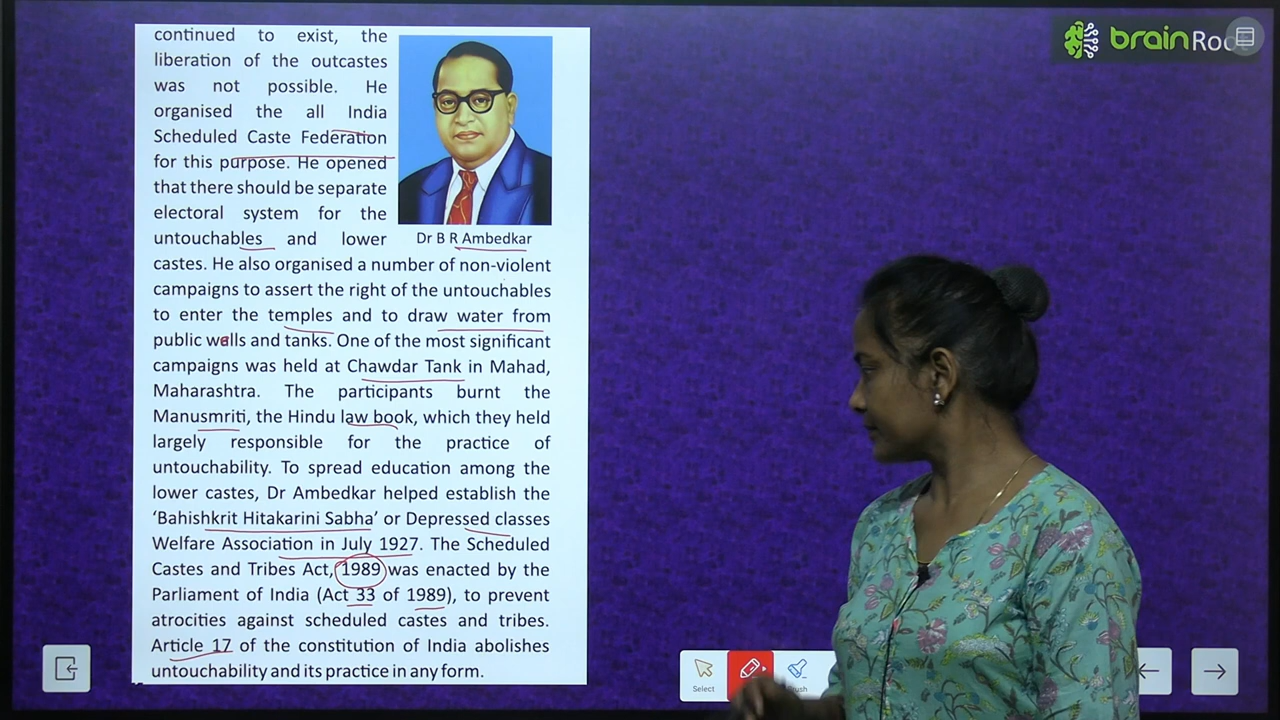 continued to exist, the
liberation of the outcastes
was not possible. He
organised the all India
Scheduled Caste Federation
for this purpose. He opened
that there should be separate
electoral system for the
untouchables and lower
Dr B R Ambedkar
castes. He also organised a number of non-violent
campaigns to assert the right of the untouchables
to enter the temples and to draw water from
public wells and tanks. One of the most significant
campaigns was held at Chawdar Tank in Mahad,
Maharashtra. The participants burnt the
Manusmriti, the Hindu law book, which they held
largely responsible for the practice of
untouchability. To spread education among the
lower castes, Dr Ambedkar helped establish the
‘Bahishkrit Hitakarini Sabha’ or Depressed classes
Welfare Association in July 1927. The Scheduled
Castes and Tribes Act, 1989 was enacted by the
Parliament of India (Act 33 of 1989), to prevent
atrocities against scheduled castes and tribes.
Article 17 of the constitution of India abolishes
untouchability and its practice in any form.
brain
Select